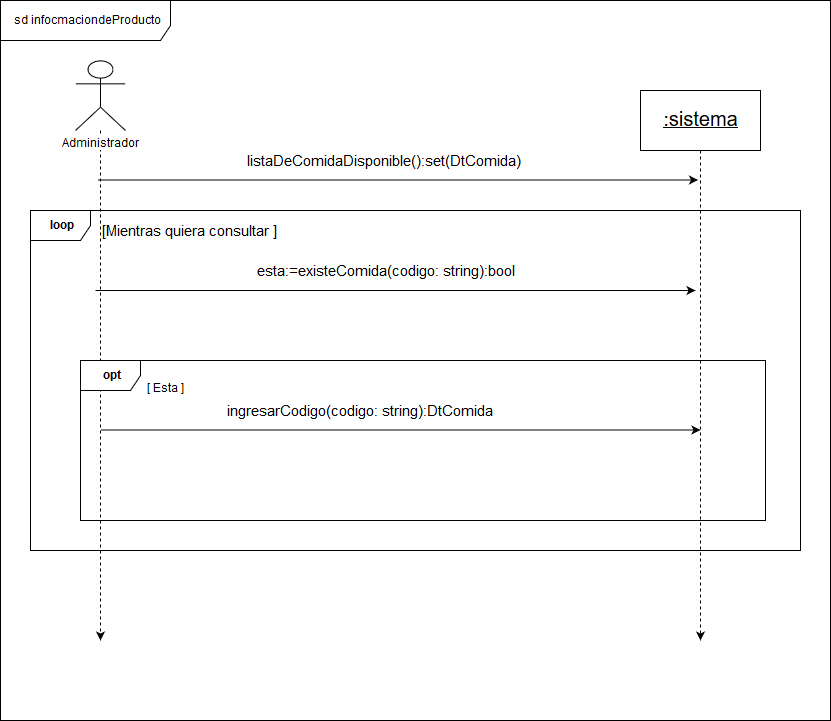 sd infocmaciondeProducto
Administrador
:sistema
listaDeComidaDisponible():set(DtComida)
loop
[Mientras quiera consultar ]
esta:=existeComida(codigo: string):bool
opt
[ Esta ]
ingresarCodigo(codigo: string):DtComida